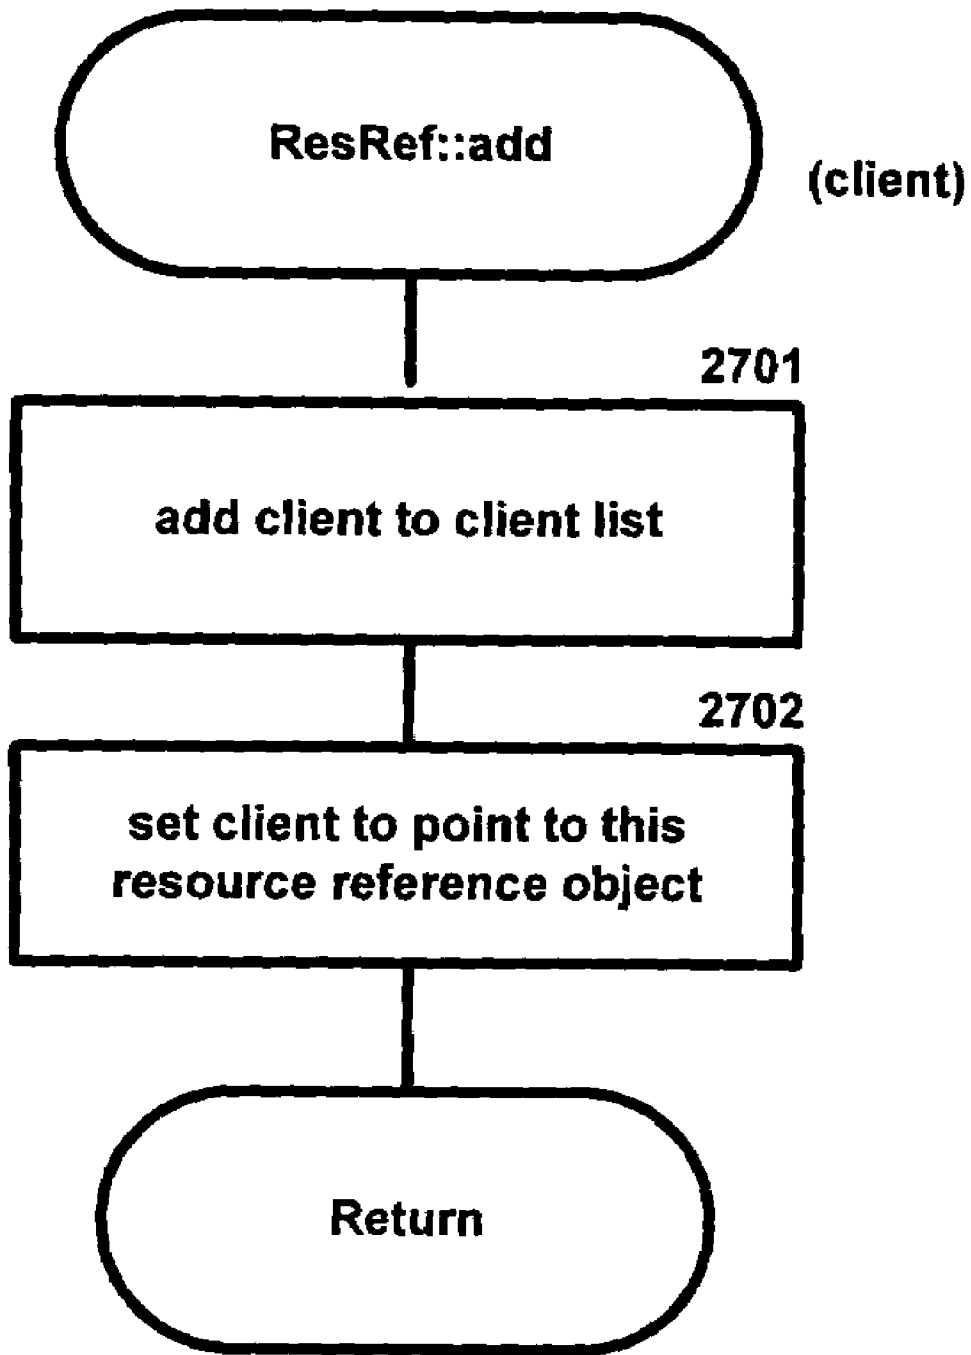 ResRef::add
(client)
2701
add client to client list
2702
set client to point to this
resource reference object
Return